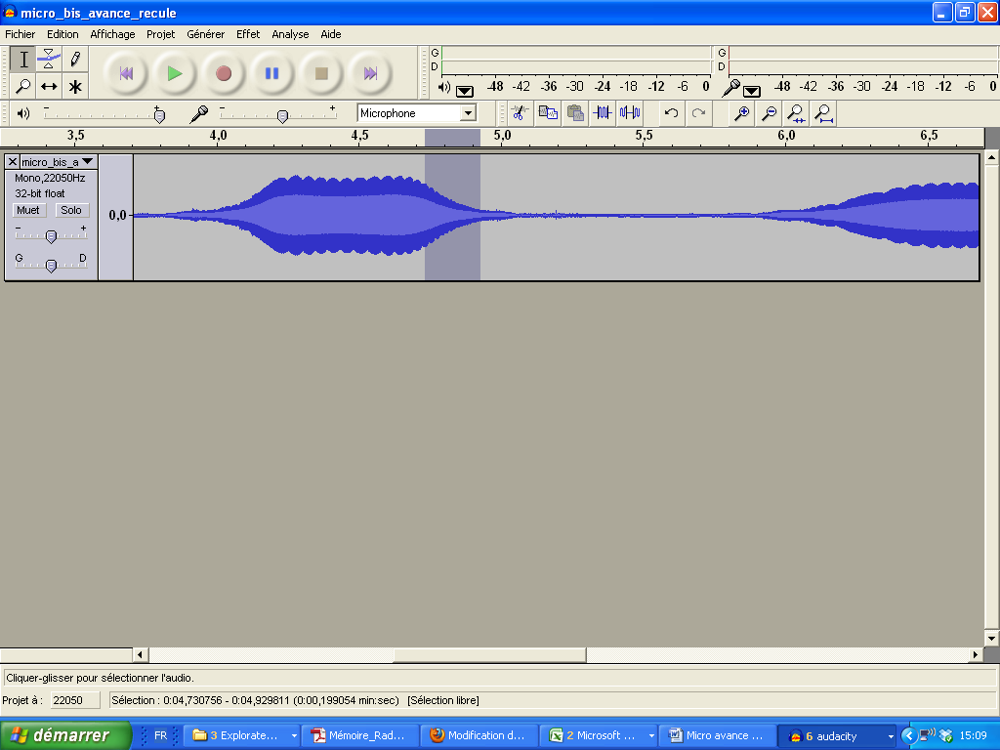 micro_bis_avance_recule
Fichier Edition Affichage Projet Générer Effet Analyse Aide
G
D
-48 -42 -36 -30 -24 -18 -12 -6 0
G
D
-48 -42 -36 -30 -24 -18 -12 -6 0
- + - + Microphone
3,5 4,0 4,5 5,0 5,5 6,0 6,5
micro_bis_a
Mono,22050Hz
32-bit float
Muet Solo
- +
G D
0,0
Cliquer-glisser pour sélectionner l'audio.
Projet à : 22050 Sélection : 0:04,730756 - 0:04,929811 (0:00,199054 min:sec) [Sélection libre]
démarrer FR 3 Explorate... Mémoire_Rad... Modification d... 2 Microsoft ... Micro avance ... 6 audacity 15:09